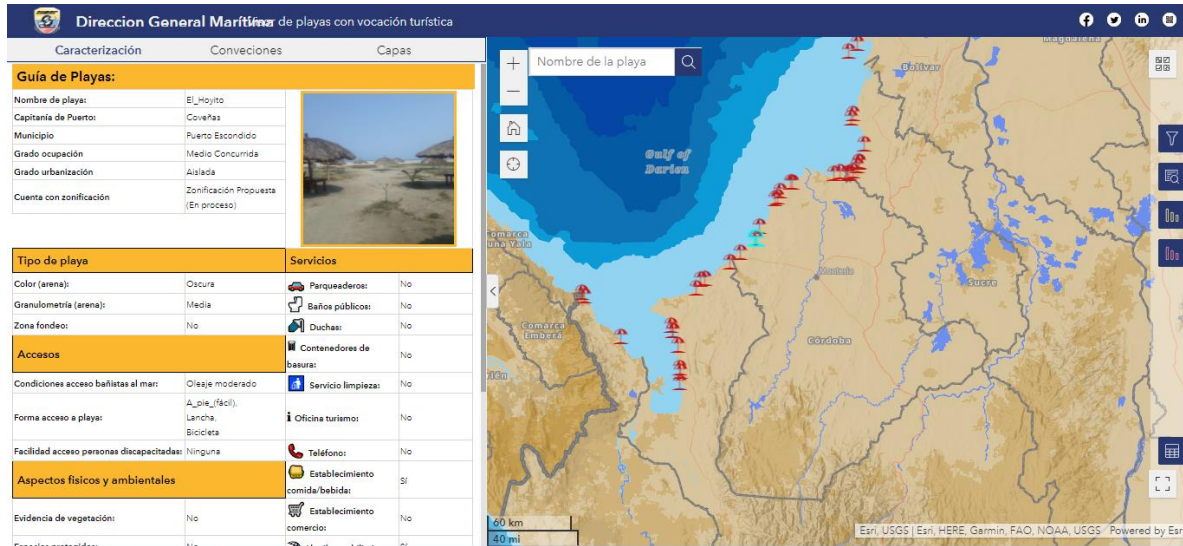 Direccion General Marítima
de playas con vocación turística
Caracterización
Conveciones
Capas
Guía de Playas:
Nombre de playa: El_Hoyito
Capitanía de Puerto: Coveñas
Municipio Puerto Escondido
Grado ocupación Medio Concurrida
Grado urbanización Aislada
Cuenta con zonificación Zonificación Propuesta
(En proceso)
Tipo de playa
Color (arena): Oscura
Granulometría (arena): Media
Zona fondeo: No
Accesos
Condiciones acceso bañistas al mar: Oleaje moderado
Forma acceso a playa: A_pie_(fácil),
Lancha,
Bicicleta
Facilidad acceso personas discapacitadas: Ninguna
Aspectos físicos y ambientales
Evidencia de vegetación: No
Servicios
Parqueaderos: No
Baños públicos: No
Duchas: No
Contenedores de
basura: No
Servicio limpieza: No
Oficina turismo: No
Teléfono: No
Establecimiento
comida/bebida: Sí
Establecimiento
comercio: No
Nombre de la playa
Magdalena
Bolívar
Gulf of
Darien
Comarca
Emberá
Montería
Sucre
Córdoba
60 km
40 mi
Esri, USGS | Esri, HERE, Garmin, FAO, NOAA, USGS Powered by Esri